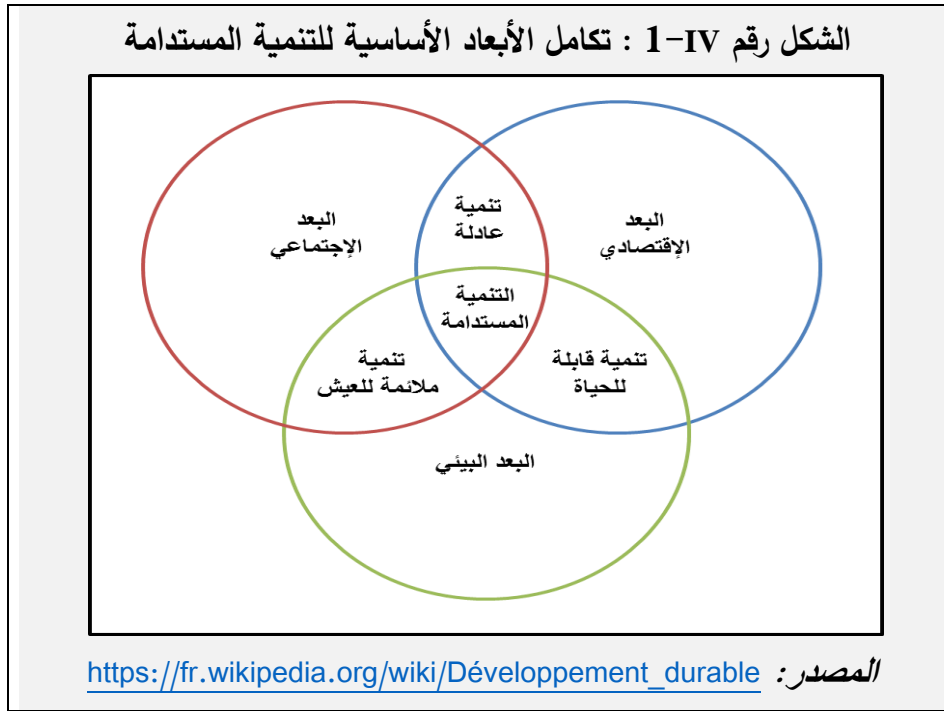 الشكل رقم IV-1 : تكامل الأبعاد الأساسية للتنمية المستدامة
البعد
الإقتصادي
تنمية
عادلة
البعد
الإجتماعي
التنمية
المستدامة
تنمية قابلة
للحياة
تنمية
ملائمة للعيش
البعد البيئي
المصدر: https://fr.wikipedia.org/wiki/Développement_durable